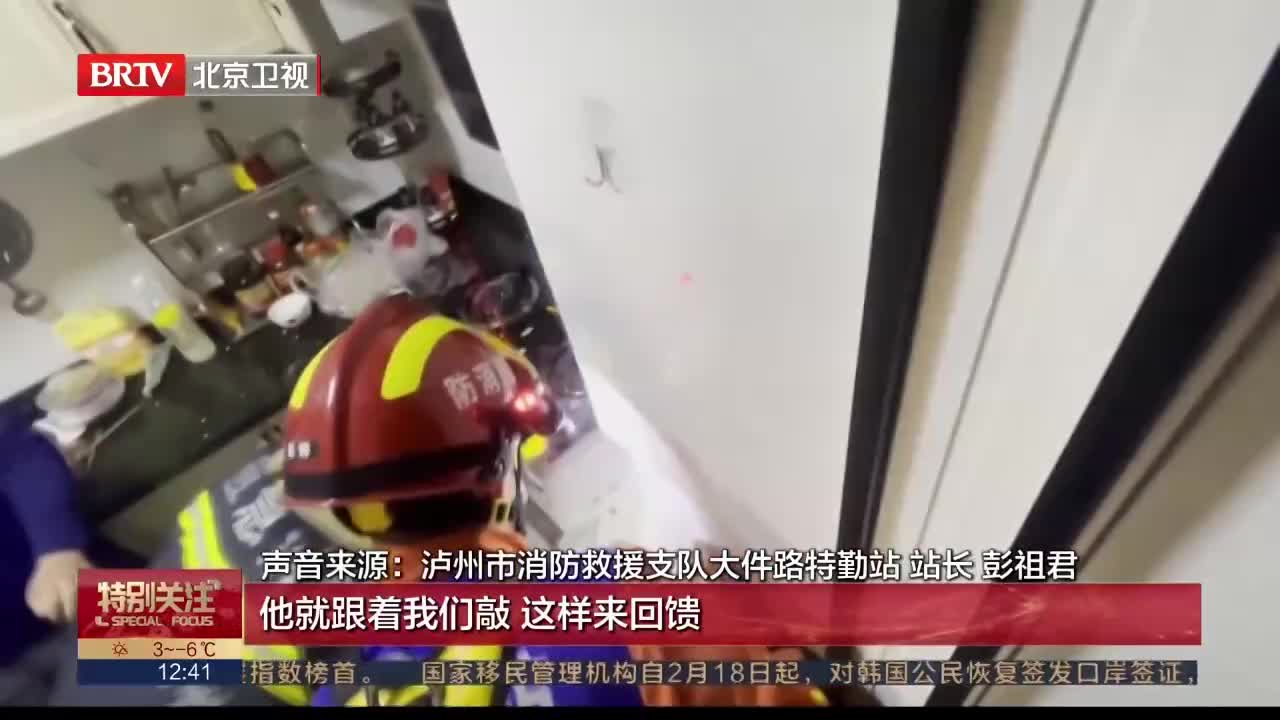 BRTV 北京卫视
消防
声音来源：泸州市消防救援支队大件路特勤站 站长 彭祖君
特别关注
SPECIAL FOCUS
他就跟着我们敲 这样来回馈
3~-6℃
12:41
指数榜首。 国家移民管理机构自2月18日起，对韩国公民恢复签发口岸签证，